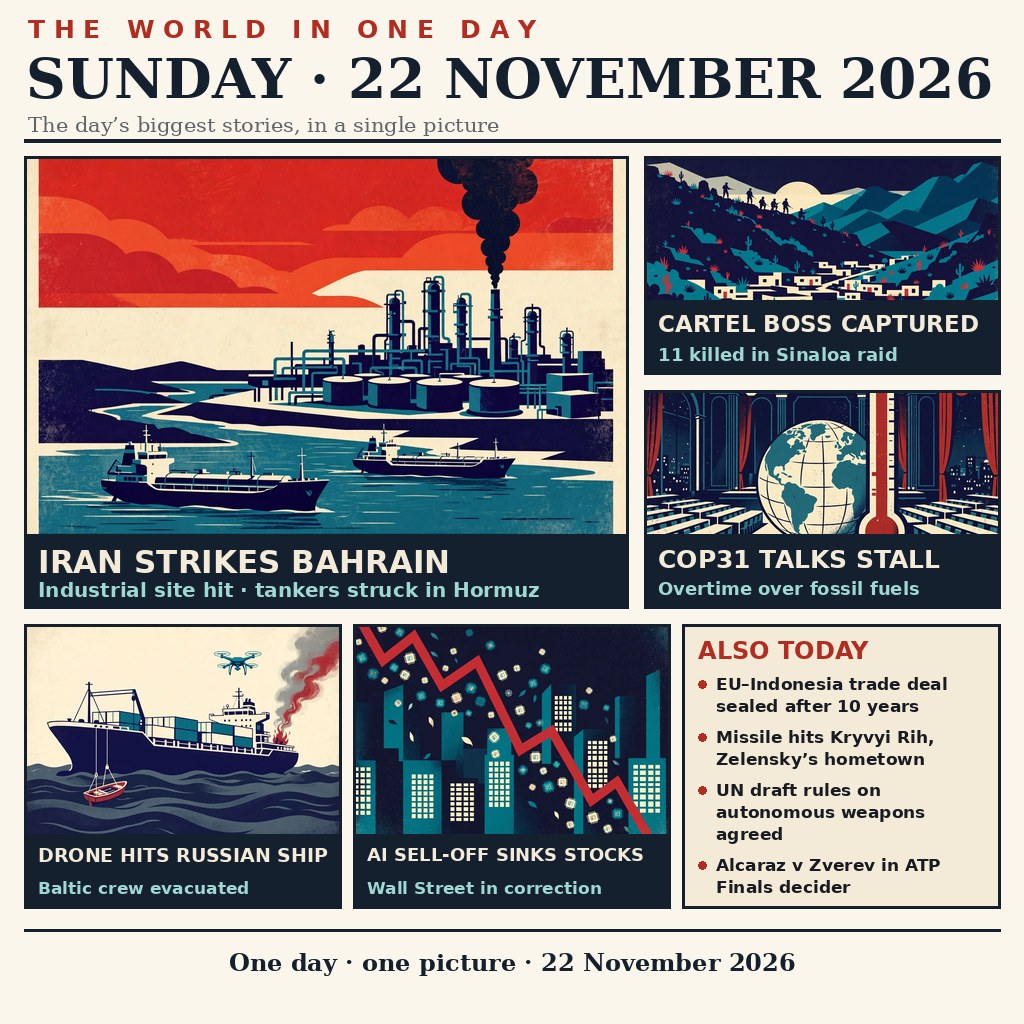 THE WORLD IN ONE DAY
SUNDAY · 22 NOVEMBER 2026
The day’s biggest stories, in a single picture
IRAN STRIKES BAHRAIN
Industrial site hit · tankers struck in Hormuz
CARTEL BOSS CAPTURED
11 killed in Sinaloa raid
COP31 TALKS STALL
Overtime over fossil fuels
DRONE HITS RUSSIAN SHIP
Baltic crew evacuated
AI SELL-OFF SINKS STOCKS
Wall Street in correction
ALSO TODAY
• EU–Indonesia trade deal
sealed after 10 years
• Missile hits Kryvyi Rih,
Zelensky’s hometown
• UN draft rules on
autonomous weapons
agreed
• Alcaraz v Zverev in ATP
Finals decider
One day · one picture · 22 November 2026